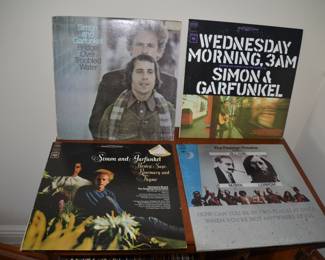 Simon
and
Garfunkel
Bridge
Over
Troubled
Water
WEDNESDAY
MORNING, 3AM
SIMON &
GARFUNKEL
Simon and Garfunkel
Parsley, Sage,
Rosemary and
Thyme
The Firesign Theatre
HOW CAN YOU BE IN TWO PLACES AT ONCE
WHEN YOU'RE NOT ANYWHERE AT ALL